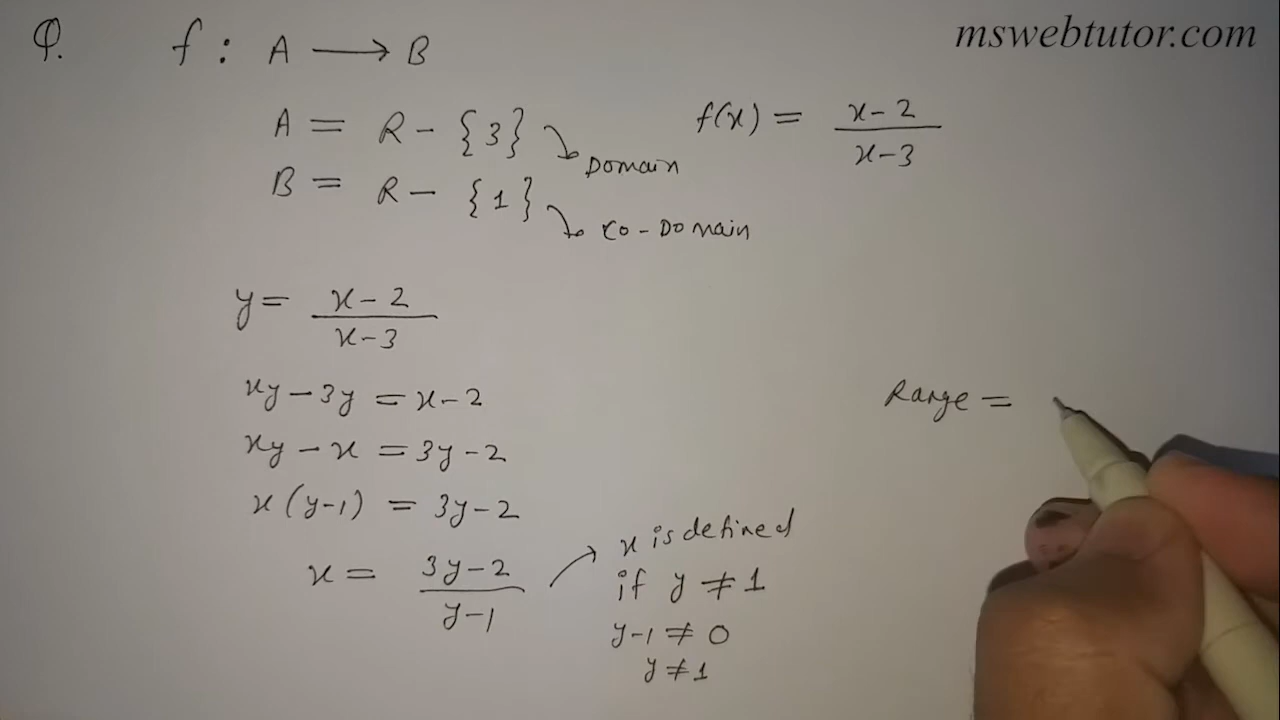 Q. f : A ⟶ B
mswebtutor.com
A = R - {3} ↘ Domain
B = R - {1} ↘ Co-Domain
f(x) = (x-2)/(x-3)
y = (x-2)/(x-3)
xy - 3y = x - 2
xy - x = 3y - 2
x(y-1) = 3y - 2
x = (3y-2)/(y-1)
x is defined
if y ≠ 1
y-1 ≠ 0
y ≠ 1
Range =